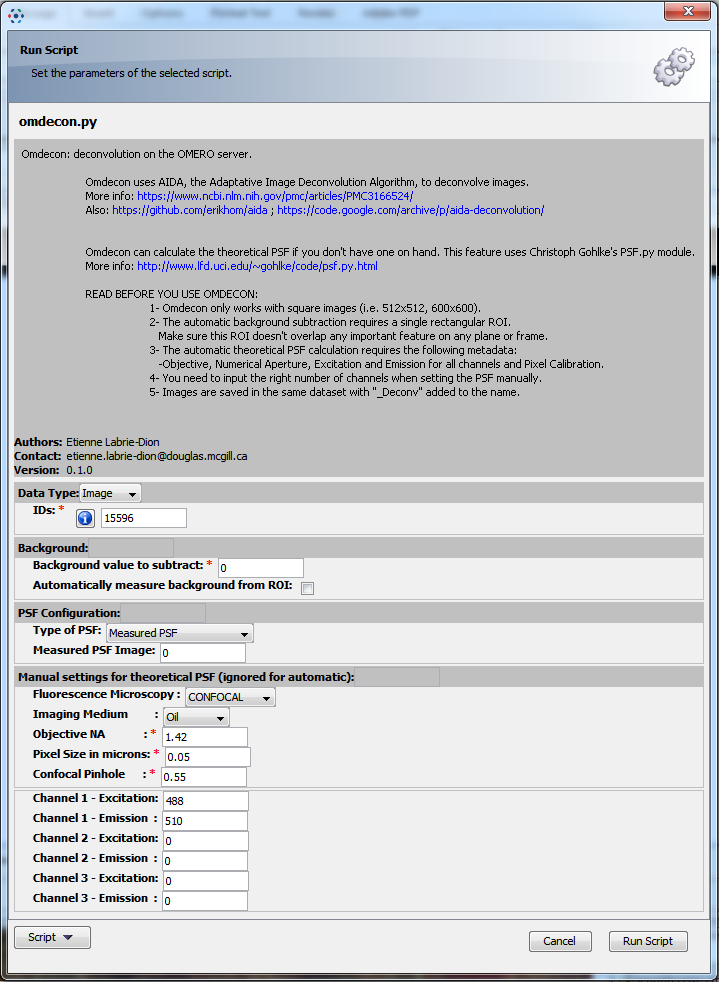 Run Script
Set the parameters of the selected script.
omdecon.py
Omdecon: deconvolution on the OMERO server.
Omdecon uses AIDA, the Adaptative Image Deconvolution Algorithm, to deconvolve images.
More info: https://www.ncbi.nlm.nih.gov/pmc/articles/PMC3166524/
Also: https://github.com/erikhom/aida ; https://code.google.com/archive/p/aida-deconvolution/
Omdecon can calculate the theoretical PSF if you don't have one on hand. This feature uses Christoph Gohlke's PSF.py module.
More info: http://www.lfd.uci.edu/~gohlke/code/psf.py.html
READ BEFORE YOU USE OMDECON:
1- Omdecon only works with square images (i.e. 512x512, 600x600).
2- The automatic background subtraction requires a single rectangular ROI.
Make sure this ROI doesn't overlap any important feature on any plane or frame.
3- The automatic theoretical PSF calculation requires the following metadata:
-Objective, Numerical Aperture, Excitation and Emission for all channels and Pixel Calibration.
4- You need to input the right number of channels when setting the PSF manually.
5- Images are saved in the same dataset with "_Deconv" added to the name.
Authors: Etienne Labrie-Dion
Contact: etienne.labrie-dion@douglas.mcgill.ca
Version: 0.1.0
Data Type: Image
IDs: * 15596
Background:
Background value to subtract: * 0
Automatically measure background from ROI:
PSF Configuration:
Type of PSF: Measured PSF
Measured PSF Image: 0
Manual settings for theoretical PSF (ignored for automatic):
Fluorescence Microscopy : CONFOCAL
Imaging Medium : Oil
Objective NA : * 1.42
Pixel Size in microns: * 0.05
Confocal Pinhole : * 0.55
Channel 1 - Excitation: 488
Channel 1 - Emission : 510
Channel 2 - Excitation: 0
Channel 2 - Emission : 0
Channel 3 - Excitation: 0
Channel 3 - Emission : 0
Script
Cancel
Run Script